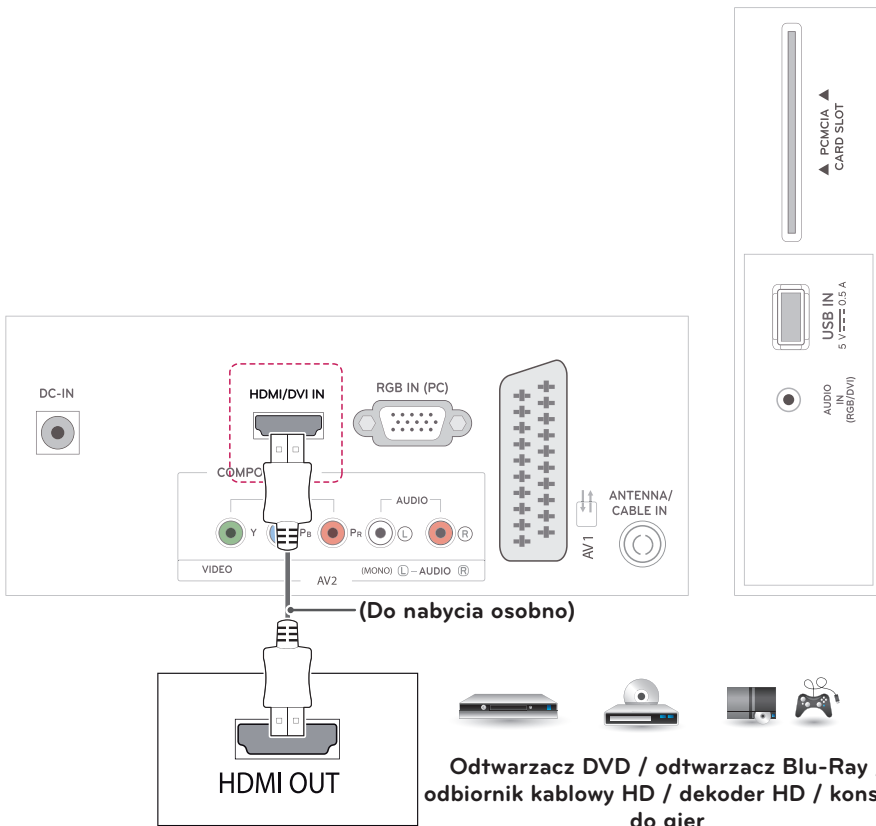 ▲ PCMCIA ▲
CARD SLOT
USB IN
5 V 0.5 A
AUDIO
IN
(RGB/DVI)
DC-IN
HDMI/DVI IN
RGB IN (PC)
COMPO
AUDIO
Y PB PR L R
VIDEO
(MONO) L – AUDIO R
AV2
AV1
ANTENNA/
CABLE IN
(Do nabycia osobno)
HDMI OUT
Odtwarzacz DVD / odtwarzacz Blu-Ray /
odbiornik kablowy HD / dekoder HD / kons
do gier